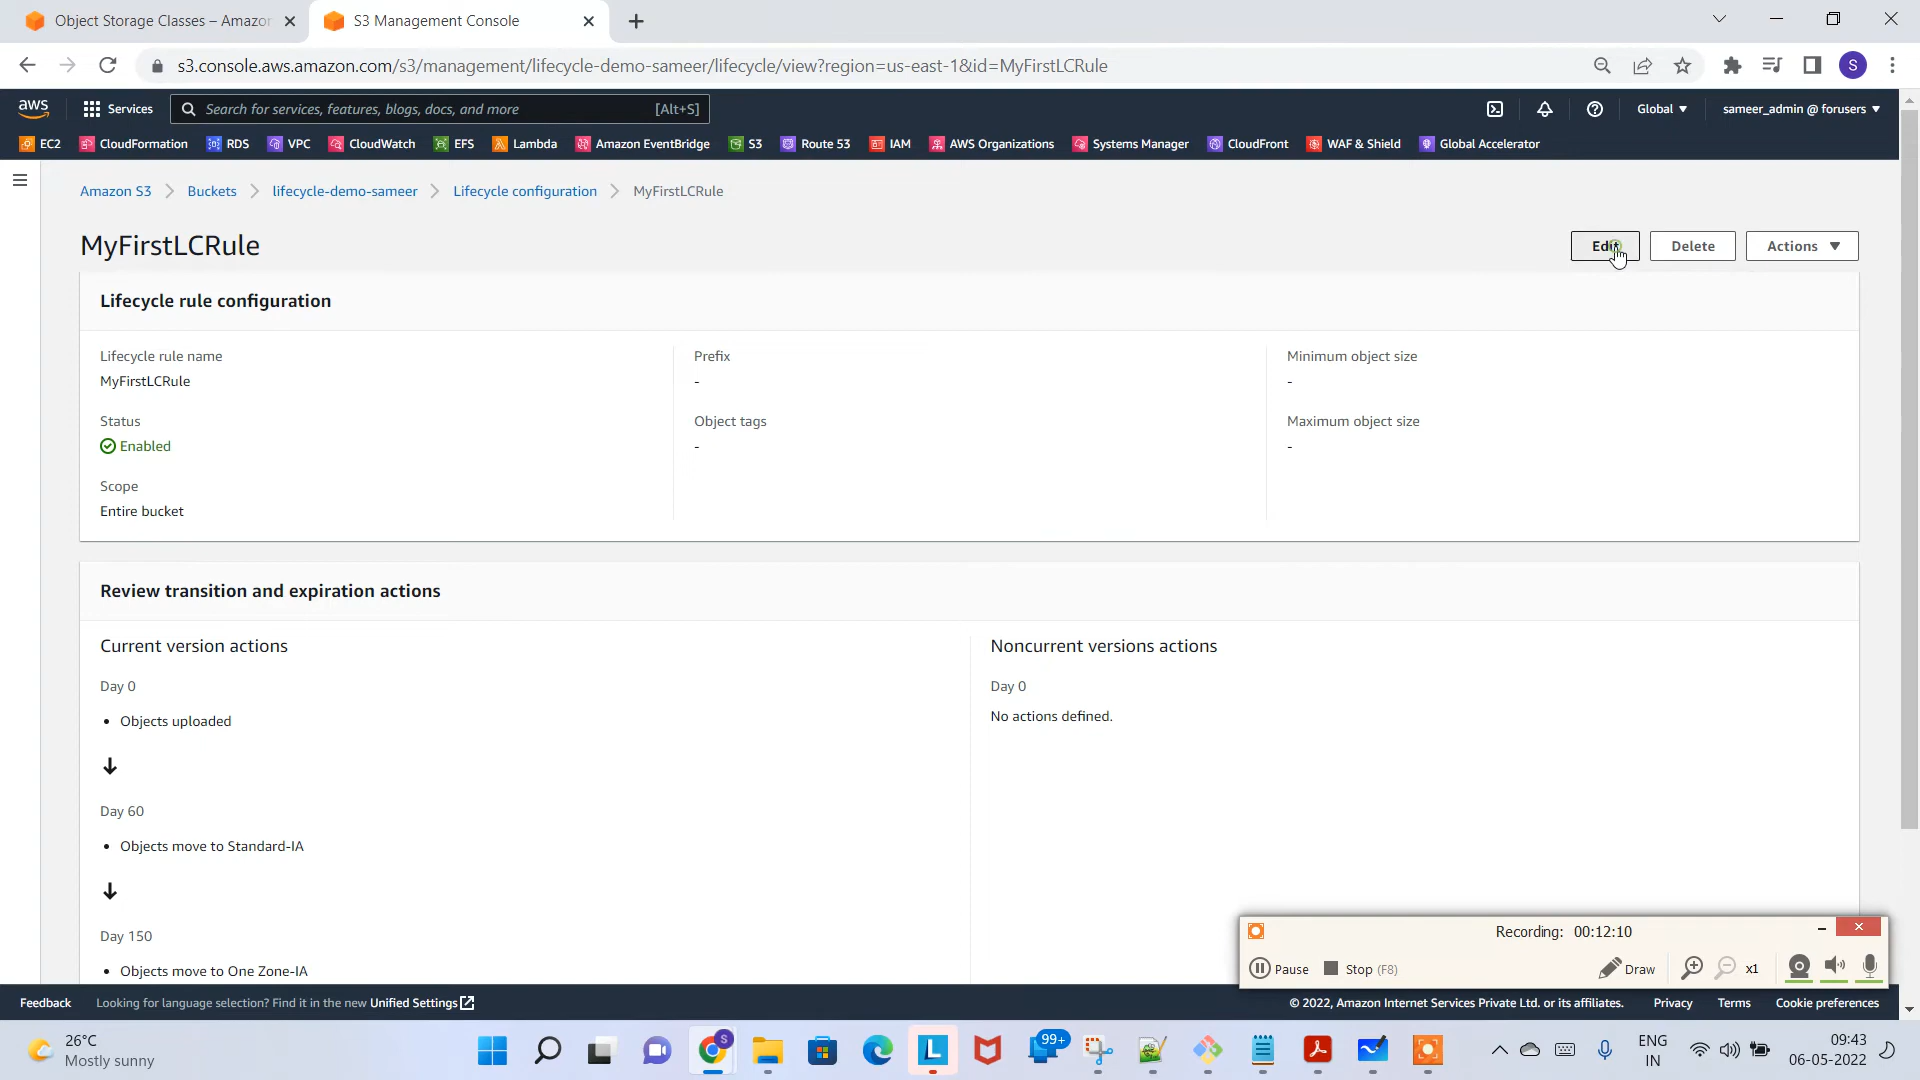 Object Storage Classes – Amazon
S3 Management Console
s3.console.aws.amazon.com/s3/management/lifecycle-demo-sameer/lifecycle/view?region=us-east-1&id=MyFirstLCRule
S
aws
Services
Search for services, features, blogs, docs, and more [Alt+S]
Global
sameer_admin @ forusers
EC2 CloudFormation RDS VPC CloudWatch EFS Lambda Amazon EventBridge S3 Route 53 IAM AWS Organizations Systems Manager CloudFront WAF & Shield Global Accelerator
Amazon S3 > Buckets > lifecycle-demo-sameer > Lifecycle configuration > MyFirstLCRule
MyFirstLCRule
Edit
Delete
Actions
Lifecycle rule configuration
Lifecycle rule name
MyFirstLCRule
Status
Enabled
Scope
Entire bucket
Prefix
-
Object tags
-
Minimum object size
-
Maximum object size
-
Review transition and expiration actions
Current version actions
Day 0
• Objects uploaded
↓
Day 60
• Objects move to Standard-IA
↓
Day 150
• Objects move to One Zone-IA
Noncurrent versions actions
Day 0
No actions defined.
Recording: 00:12:10
Pause
Stop (F8)
Draw
x1
Feedback
Looking for language selection? Find it in the new Unified Settings
© 2022, Amazon Internet Services Private Ltd. or its affiliates.
Privacy
Terms
Cookie preferences
26°C
Mostly sunny
S
L
99+
ENG
IN
09:43
06-05-2022